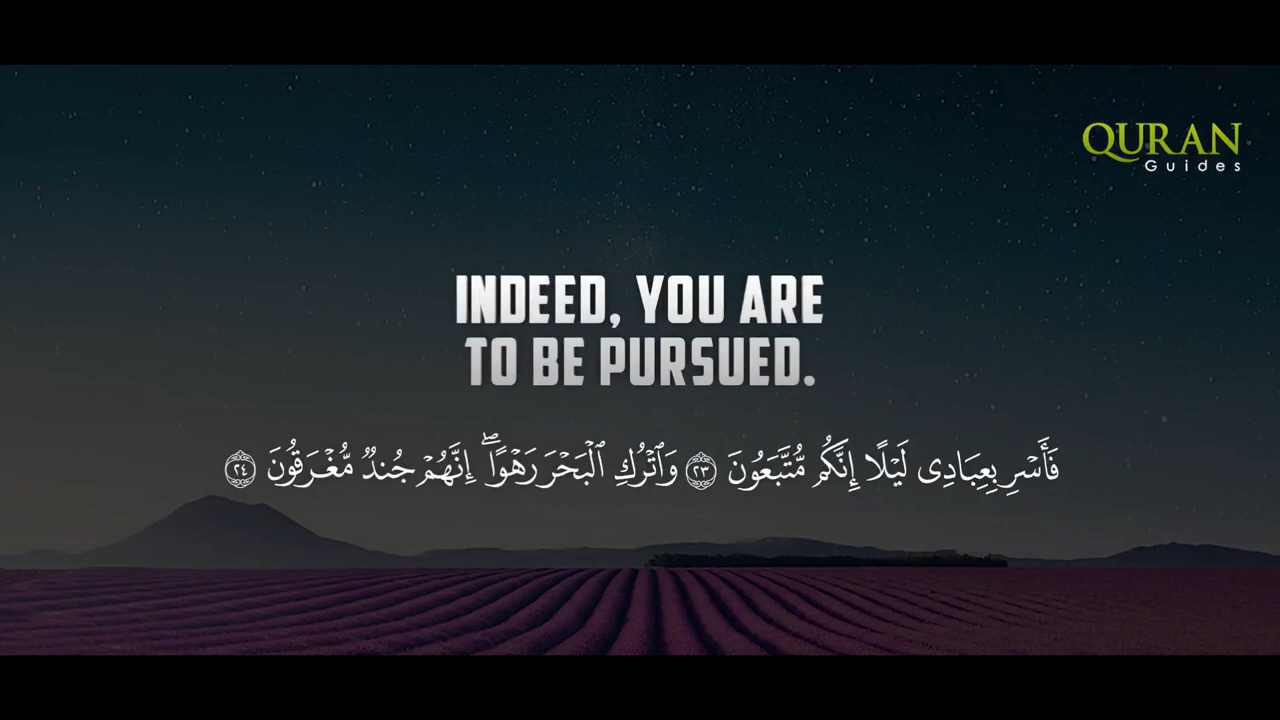 QURAN
Guides
INDEED, YOU ARE
TO BE PURSUED.
فَأَسْرِ بِعِبَادِى لَيْلًا إِنَّكُم مُّتَّبَعُونَ ٢٣ وَٱتْرُكِ ٱلْبَحْرَ رَهْوًا ۖ إِنَّهُمْ جُندٌ مُّغْرَقُونَ ٢٤